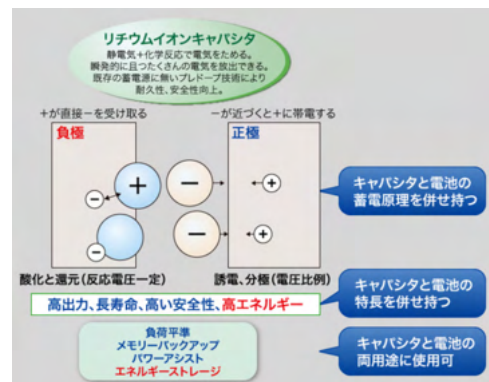 リチウムイオンキャパシタ
静電気+化学反応で電気をためる。
瞬発的に且つたくさんの電気を放出できる。
既存の蓄電源に無いプレドープ技術により
耐久性、安全性向上。
+が直接−を受け取る
−が近づくと+に帯電する
負極
正極
+
−
−
+
−
−
+
キャパシタと電池の
蓄電原理を併せ持つ
酸化と還元(反応電圧一定)
誘電、分極(電圧比例)
高出力、長寿命、高い安全性、高エネルギー
キャパシタと電池の
特長を併せ持つ
負荷平準
メモリーバックアップ
パワーアシスト
エネルギーストレージ
キャパシタと電池の
両用途に使用可